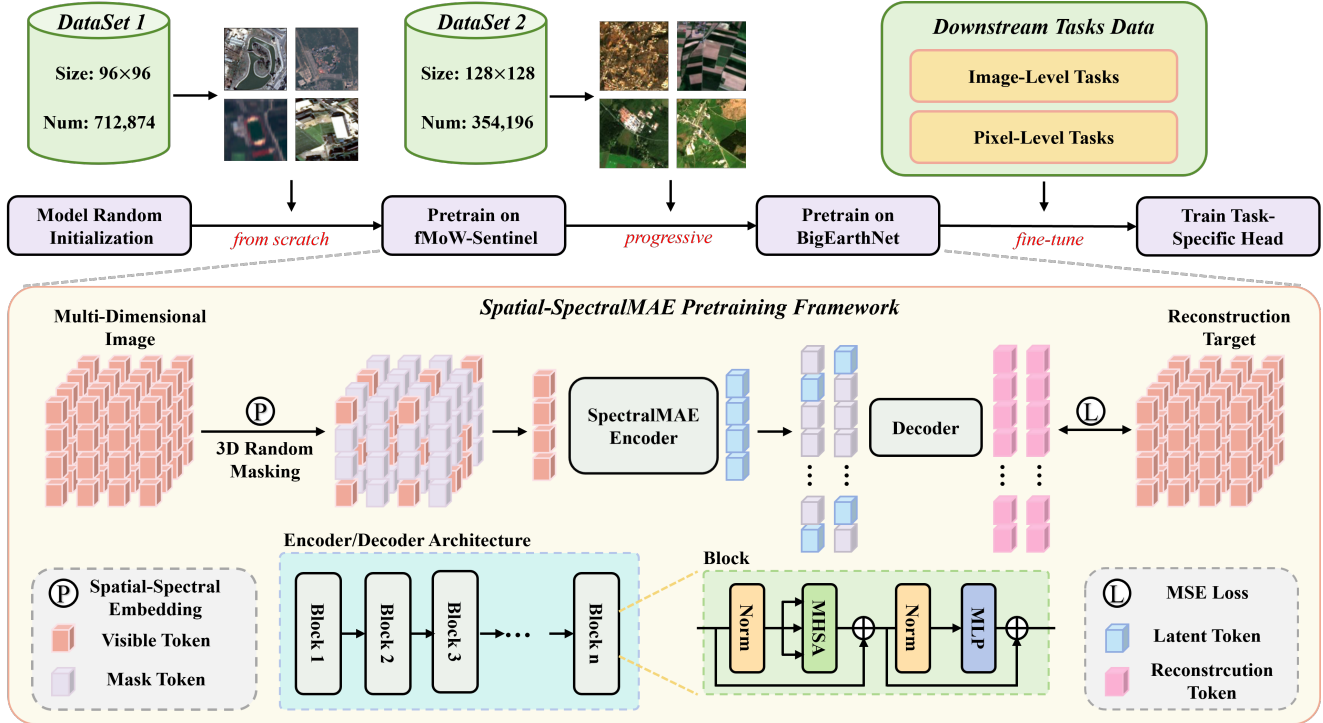 DataSet 1
Size: 96×96
Num: 712,874
DataSet 2
Size: 128×128
Num: 354,196
Downstream Tasks Data
Image-Level Tasks
Pixel-Level Tasks
Model Random
Initialization
from scratch
Pretrain on
fMoW-Sentinel
progressive
Pretrain on
BigEarthNet
fine-tune
Train Task-
Specific Head
Spatial-SpectralMAE Pretraining Framework
Multi-Dimensional
Image
P
3D Random
Masking
SpectralMAE
Encoder
Decoder
L
Reconstruction
Target
Encoder/Decoder Architecture
Block 1
Block 2
Block 3
Block n
Block
Norm
MHSA
Norm
MLP
P
Spatial-Spectral
Embedding
Visible Token
Mask Token
L
MSE Loss
Latent Token
Reconstrcution
Token